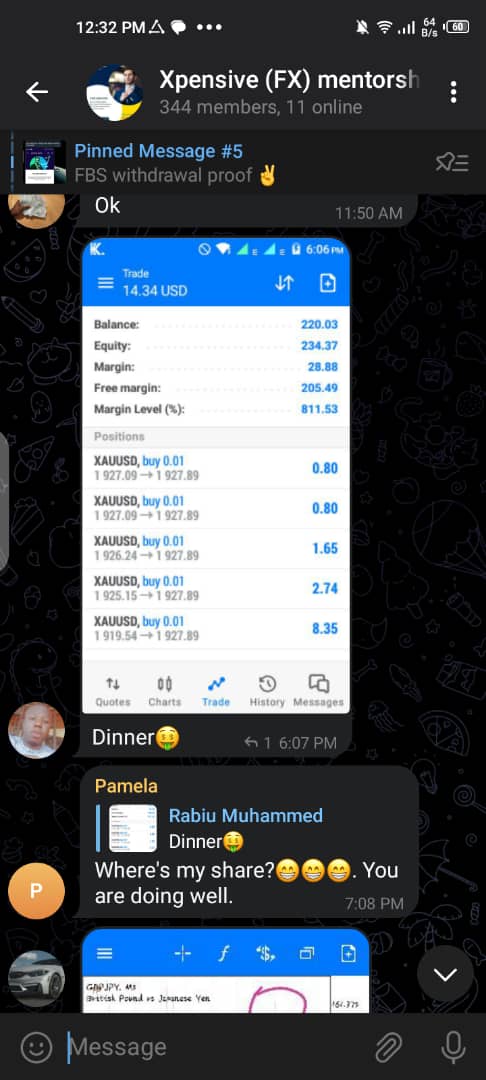 12:32 PM
64 B/s
60
Xpensive (FX) mentorsh
344 members, 11 online
Pinned Message #5
FBS withdrawal proof ✌
Ok
11:50 AM
K.
E
E
6:06 PM
Trade
14.34 USD
Balance: 220.03
Equity: 234.37
Margin: 28.88
Free margin: 205.49
Margin Level (%): 811.53
Positions
XAUUSD, buy 0.01
1 927.09 → 1 927.89
0.80
XAUUSD, buy 0.01
1 927.09 → 1 927.89
0.80
XAUUSD, buy 0.01
1 926.24 → 1 927.89
1.65
XAUUSD, buy 0.01
1 925.15 → 1 927.89
2.74
XAUUSD, buy 0.01
1 919.54 → 1 927.89
8.35
Quotes Charts Trade History Messages
Dinner🤑
1 6:07 PM
Pamela
Rabiu Muhammed
Dinner🤑
Where's my share?😁😁😁. You
are doing well.
7:08 PM
P
GBPJPY, M5
British Pound vs Japanese Yen
Message